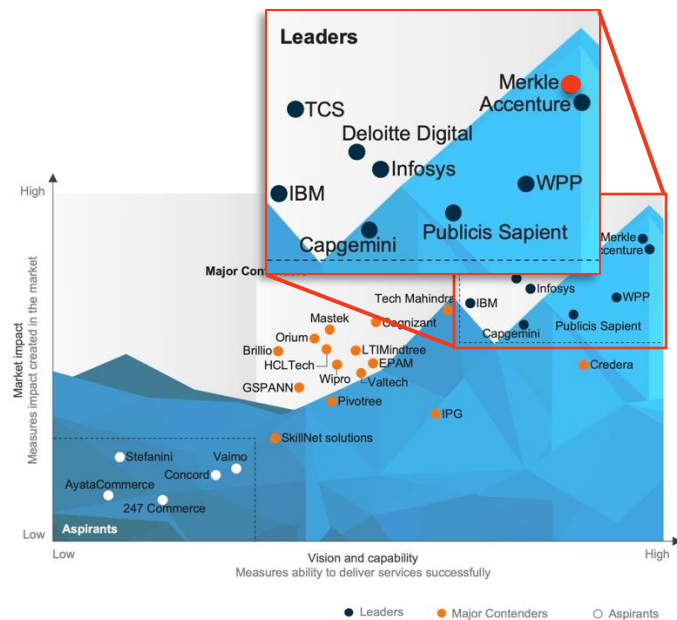 Leaders
Merkle
Accenture
TCS
Deloitte Digital
Infosys
IBM
WPP
Publicis Sapient
Capgemini
High
Major Con
Merkle
ccenture
Infosys
IBM
WPP
Publicis Sapient
Capgemini
Tech Mahindra
Mastek
Cognizant
Orium
Brillio
LTIMindtree
HCLTech
EPAM
Wipro
Valtech
Credera
GSPANN
Pivotree
IPG
SkillNet solutions
Market impact
Measures impact created in the market
Stefanini
Vaimo
Concord
AyataCommerce
247 Commerce
Aspirants
Low
Low
Vision and capability
High
Measures ability to deliver services successfully
Leaders
Major Contenders
Aspirants